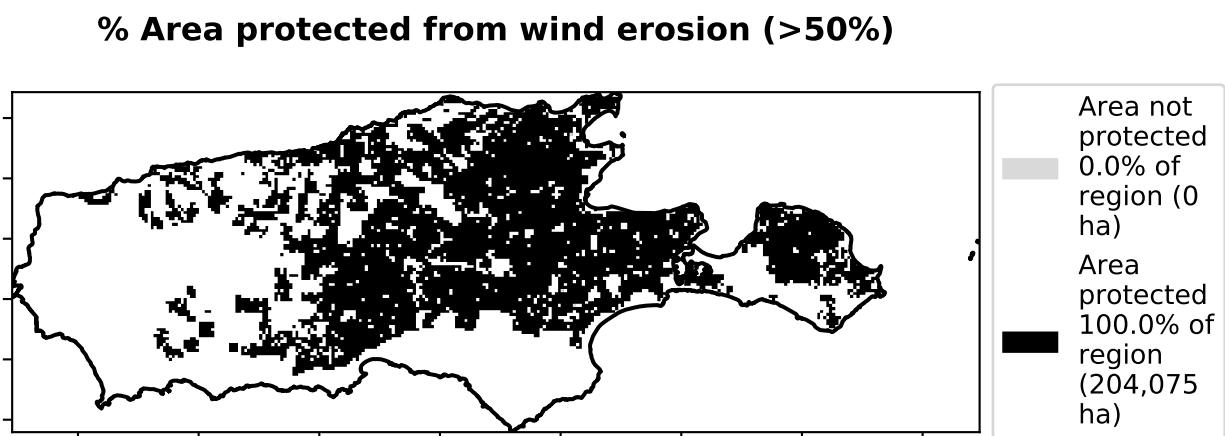 % Area protected from wind erosion (>50%)
Area not
protected
0.0% of
region (0
ha)
Area
protected
100.0% of
region
(204,075
ha)